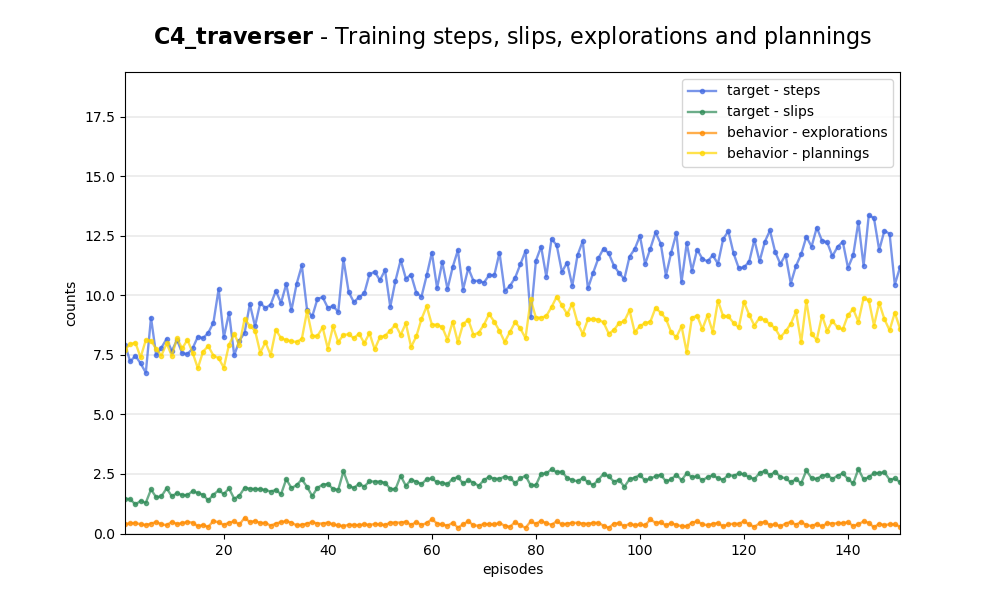 C4_traverser - Training steps, slips, explorations and plannings
target - steps
target - slips
behavior - explorations
behavior - plannings
17.5
15.0
12.5
10.0
7.5
5.0
2.5
0.0
counts
20 40 60 80 100 120 140
episodes